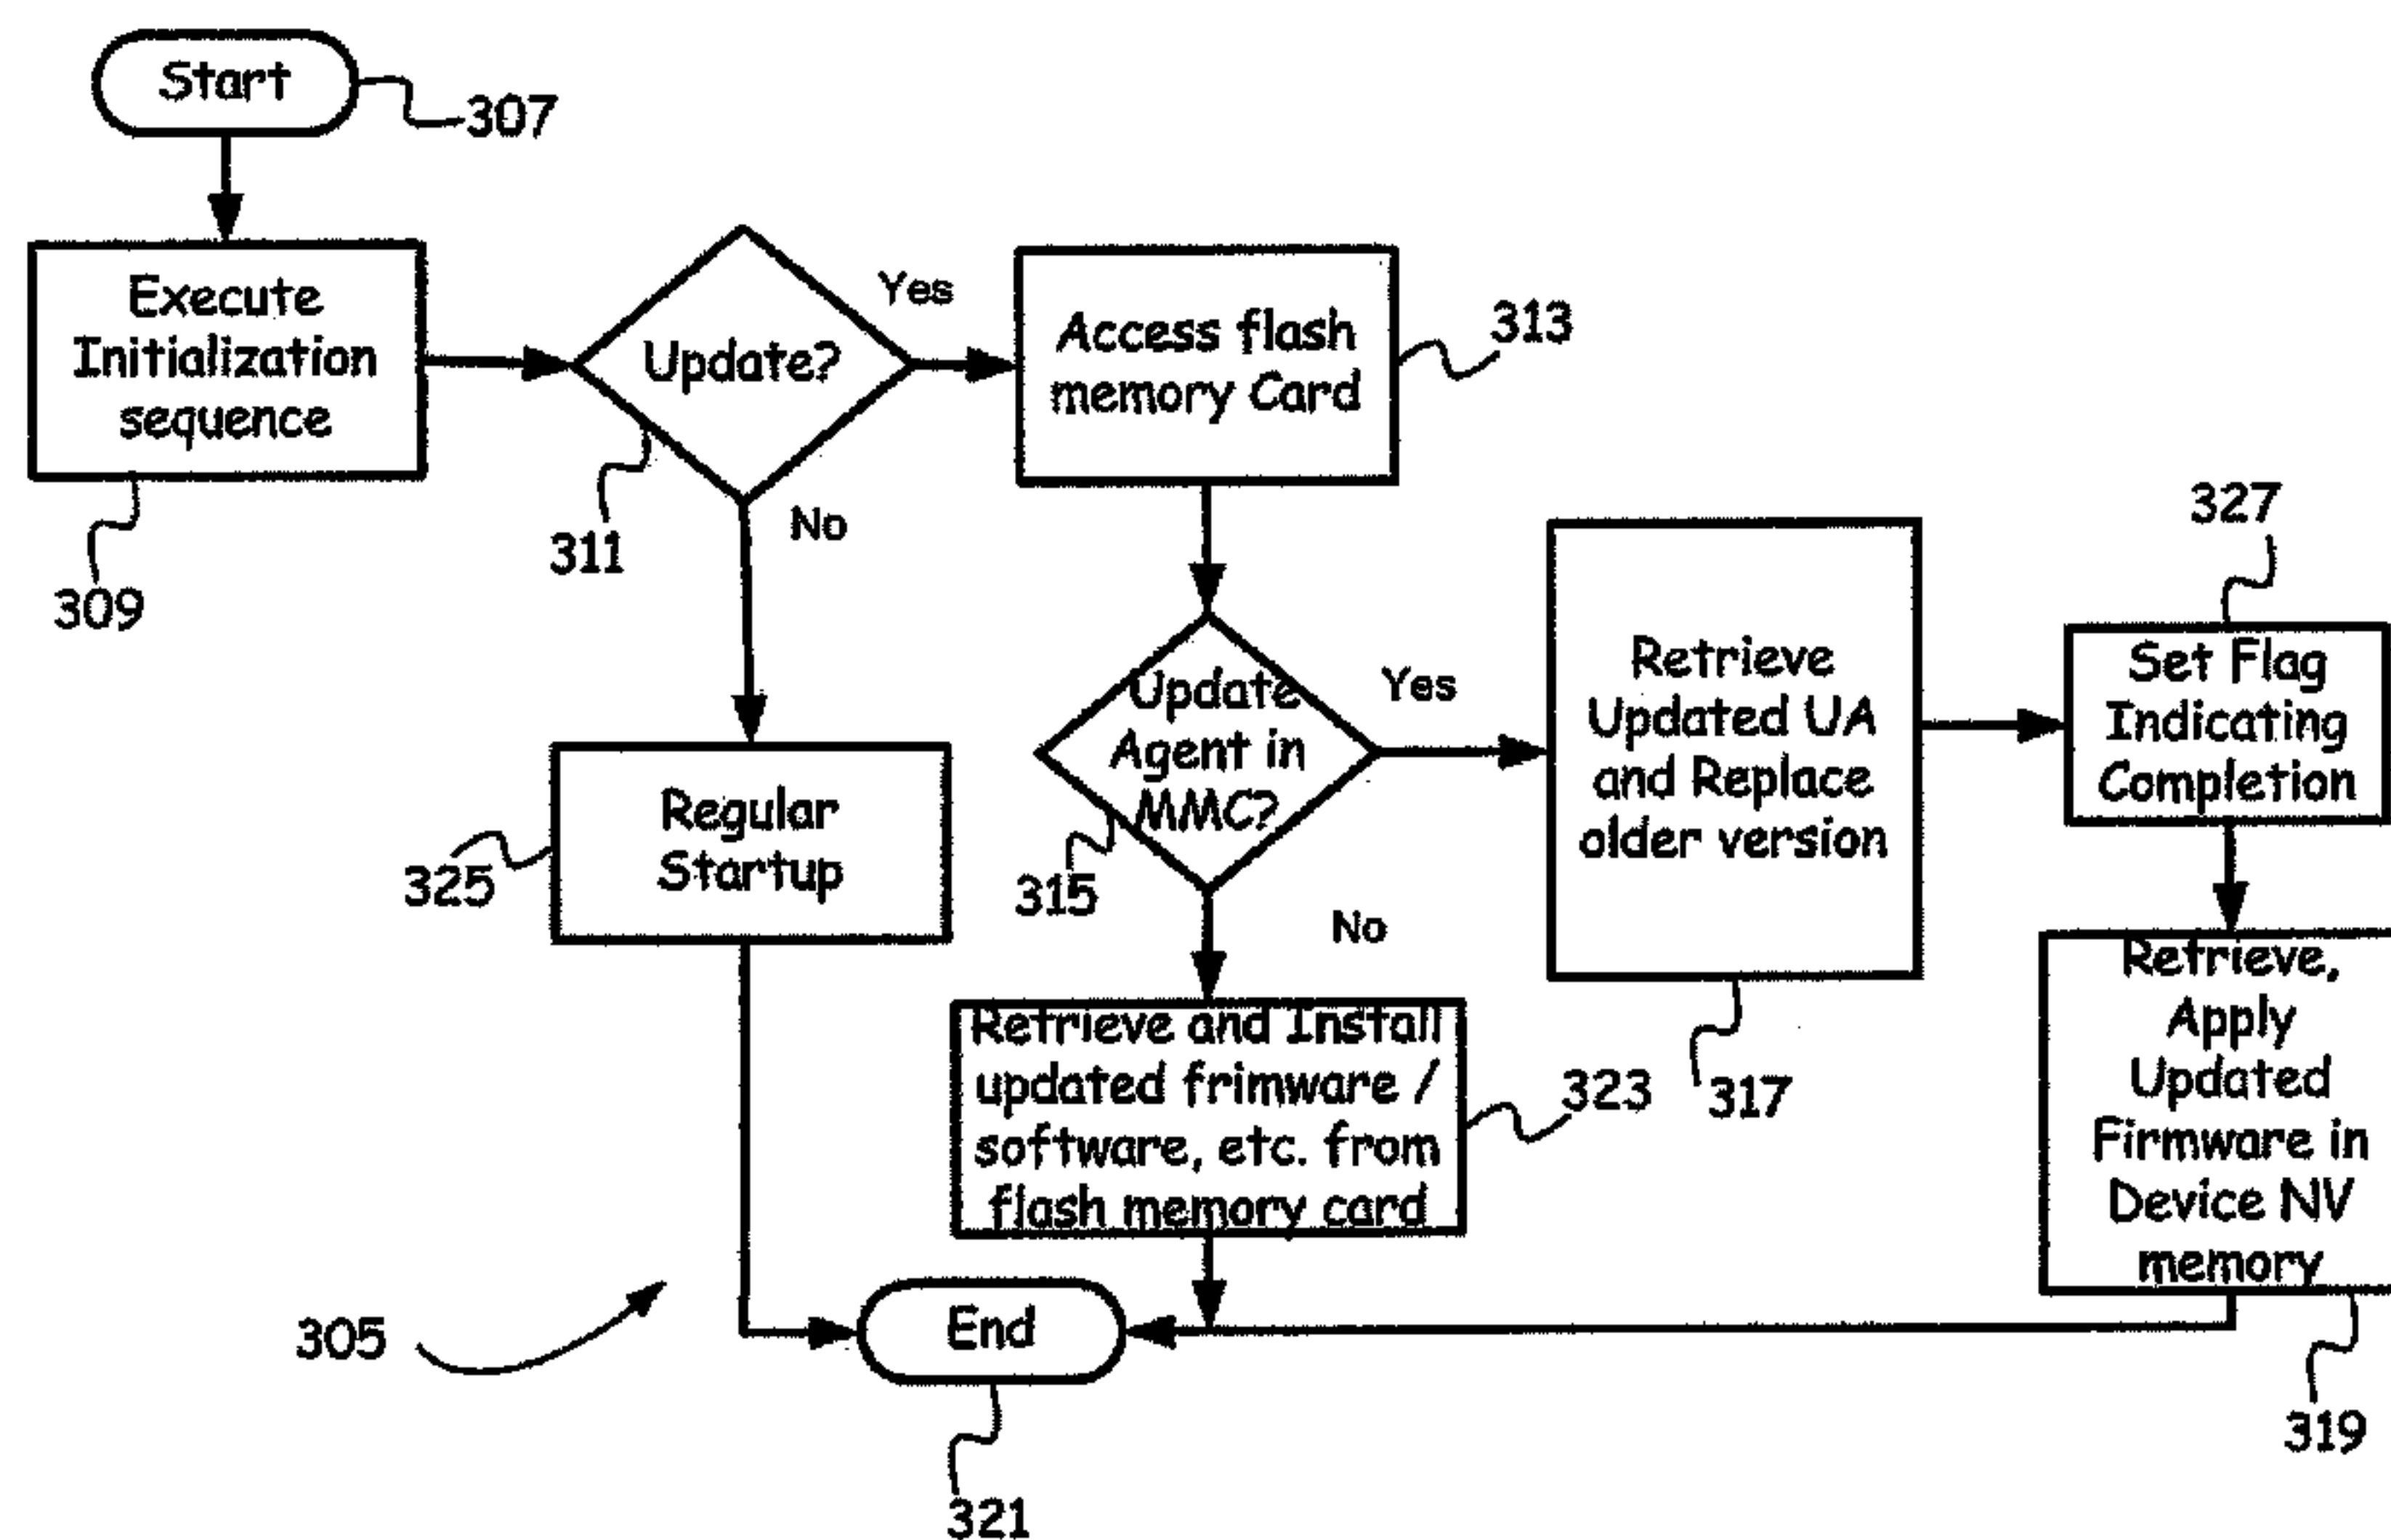 Start
307
Execute
Initialization
sequence
309
Update?
Yes
No
311
Access flash
memory Card
313
Update
Agent in
MMC?
Yes
No
315
Retrieve
Updated UA
and Replace
older version
317
327
Set Flag
Indicating
Completion
Regular
Startup
325
Retrieve and Install
updated frimware /
software, etc. from
flash memory card
323
Retrieve,
Apply
Updated
Firmware in
Device NV
memory
319
305
End
321